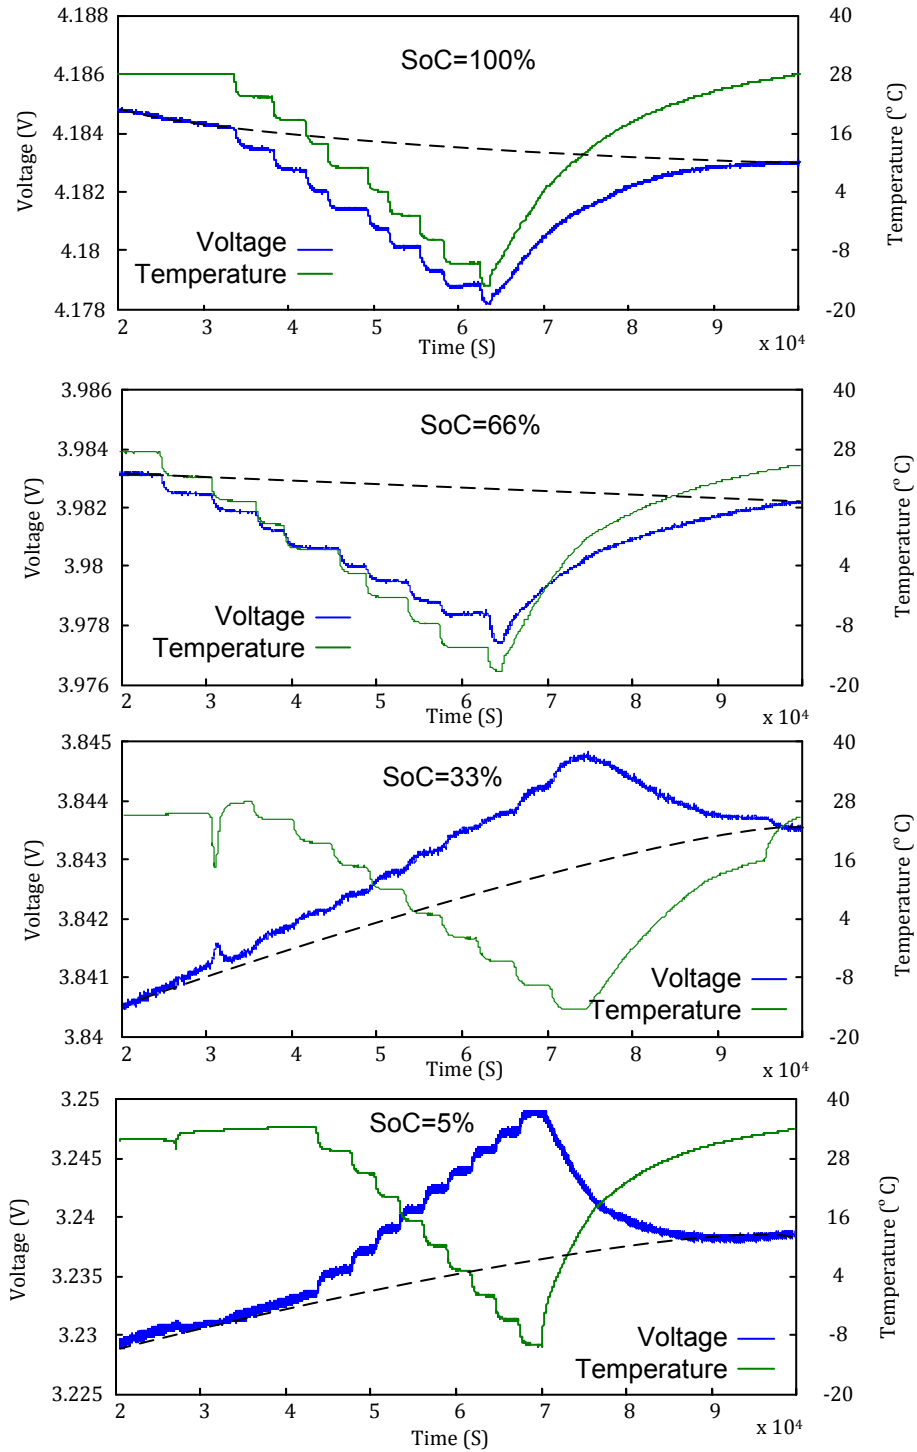 4.188
4.186
4.184
4.182
4.18
4.178
Voltage (V)
SoC=100%
Voltage
Temperature
40
28
16
4
-8
-20
Temperature (° C)
2 3 4 5 6 7 8 9
Time (S)
x 10⁴
3.986
3.984
3.982
3.98
3.978
3.976
Voltage (V)
SoC=66%
Voltage
Temperature
40
28
16
4
-8
-20
Temperature (° C)
2 3 4 5 6 7 8 9
Time (S)
x 10⁴
3.845
3.844
3.843
3.842
3.841
3.84
Voltage (V)
SoC=33%
Voltage
Temperature
40
28
16
4
-8
-20
Temperature (° C)
2 3 4 5 6 7 8 9
Time (S)
x 10⁴
3.25
3.245
3.24
3.235
3.23
3.225
Voltage (V)
SoC=5%
Voltage
Temperature
40
28
16
4
-8
-20
Temperature (° C)
2 3 4 5 6 7 8 9
Time (S)
x 10⁴